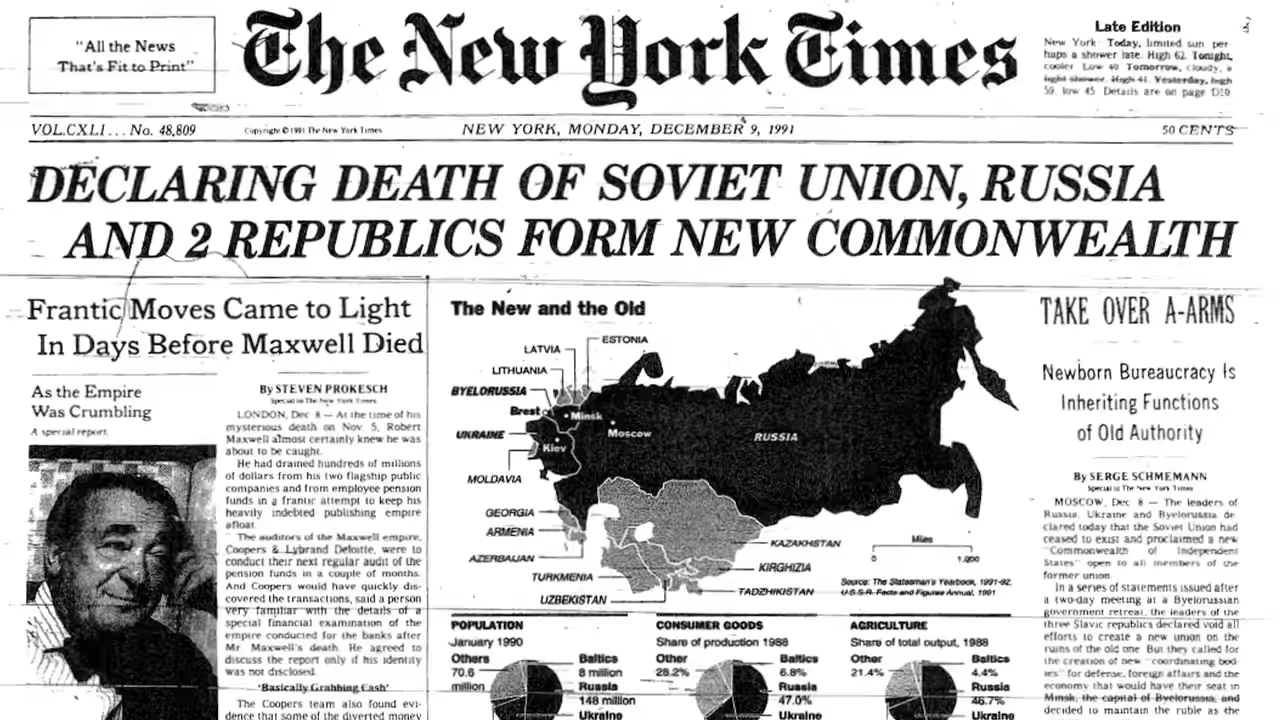 "All the News
That's Fit to Print"
The New York Times
Late Edition
New York: Today, limited sun, per-
haps a shower late. High 62. Tonight,
cooler. Low 40. Tomorrow, cloudy, a
light shower. High 41. Yesterday, high
59, low 45. Details are on page D10.
VOL.CXLI... No. 48,809
Copyright © 1991 The New York Times
NEW YORK, MONDAY, DECEMBER 9, 1991
50 CENTS
DECLARING DEATH OF SOVIET UNION, RUSSIA
AND 2 REPUBLICS FORM NEW COMMONWEALTH
Frantic Moves Came to Light
In Days Before Maxwell Died
As the Empire
Was Crumbling
A special report.
By STEVEN PROKESCH
Special to The New York Times
LONDON, Dec. 8 — At the time of his
mysterious death on Nov. 5, Robert
Maxwell almost certainly knew he was
about to be caught.
He had drained hundreds of millions
of dollars from his two flagship public
companies and from employee pension
funds in a frantic attempt to keep his
heavily indebted publishing empire
afloat.
The auditors of the Maxwell empire,
Coopers & Lybrand Deloitte, were to
conduct their next regular audit of the
pension funds in a couple of months.
And Coopers would have quickly dis-
covered the transactions, said a person
very familiar with the details of a
special financial examination of the
empire conducted for the banks after
Mr. Maxwell's death. He agreed to
discuss the report only if his identity
was not disclosed.
'Basically Grabbing Cash'
The Coopers team also found evi-
dence that some of the diverted money
The New and the Old
ESTONIA
LATVIA
LITHUANIA
BYELORUSSIA
Brest
Minsk
Moscow
UKRAINE
Kiev
RUSSIA
MOLDAVIA
GEORGIA
ARMENIA
AZERBAIJAN
TURKMENIA
UZBEKISTAN
KAZAKHSTAN
KIRGHIZIA
TADZHIKISTAN
Miles
0
1,000
Source: The Statesman's Yearbook, 1991-92,
U.S.S.R. Facts and Figures Annual, 1991
POPULATION
January 1990
Others
70.6
million
Baltics
8 million
Russia
148 million
Ukraine
CONSUMER GOODS
Share of production 1988
Other
28.2%
Baltics
6.8%
Russia
47.0%
Ukraine
AGRICULTURE
Share of total output, 1988
Other
21.4%
Baltics
4.4%
Russia
46.7%
Ukraine
TAKE OVER A-ARMS
Newborn Bureaucracy Is
Inheriting Functions
of Old Authority
By SERGE SCHMEMANN
Special to The New York Times
MOSCOW, Dec. 8 — The leaders of
Russia, Ukraine and Byelorussia de-
clared today that the Soviet Union had
ceased to exist and proclaimed a new
"Commonwealth of Independent
States" open to all members of the
former union.
In a series of statements issued after
a two-day meeting at a Byelorussian
government retreat, the leaders of the
three Slavic republics declared void all
efforts to create a new union on the
ruins of the old one. But they called for
the creation of new "coordinating bod-
ies" for defense, foreign affairs and the
economy that would have their seat in
Minsk, the capital of Byelorussia, and
decided to maintain the ruble as the